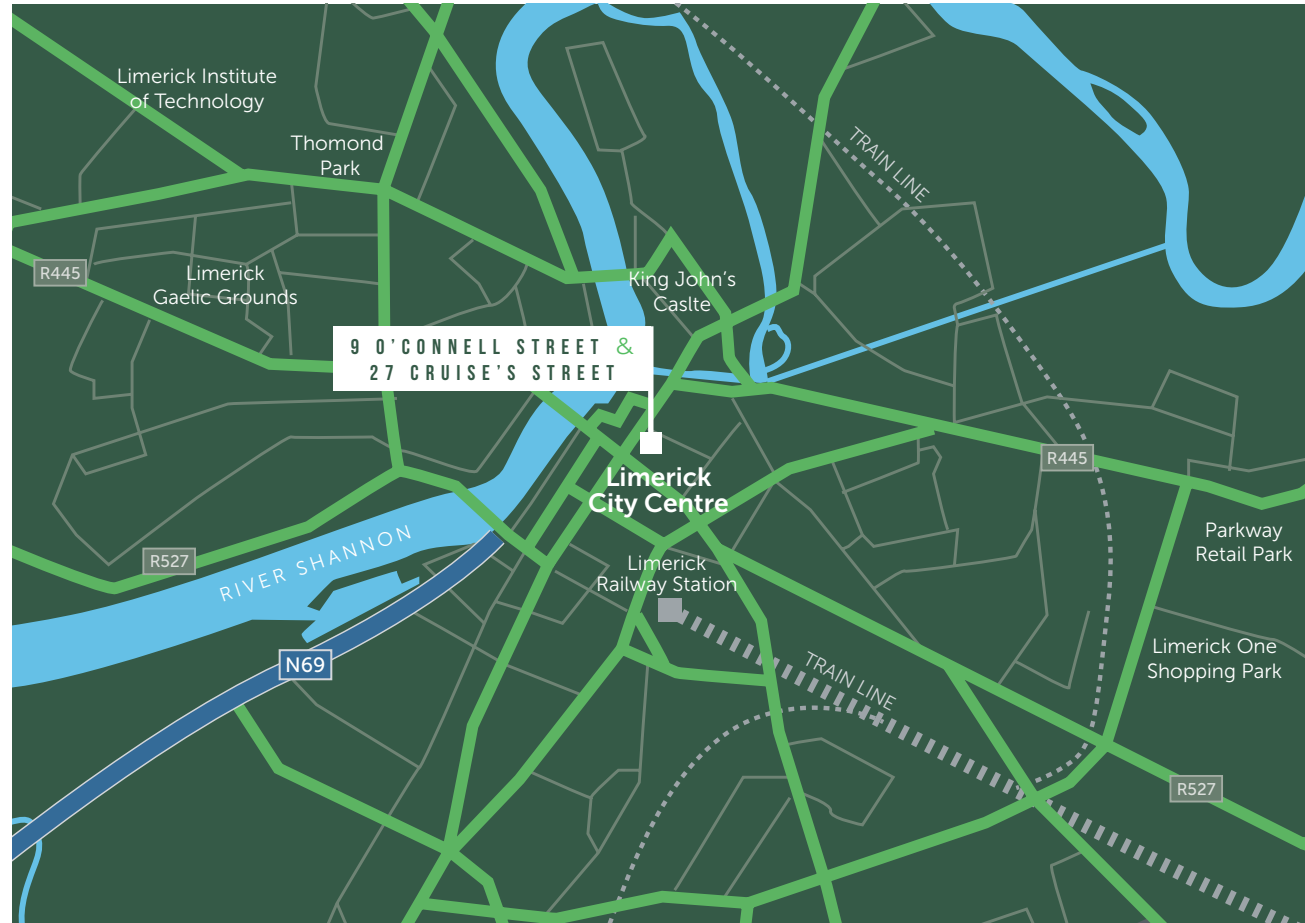 Limerick Institute
of Technology
Thomond
Park
TRAIN LINE
R445
Limerick
Gaelic Grounds
King John's
Caslte
9 O'CONNELL STREET &
27 CRUISE'S STREET
Limerick
City Centre
R445
Parkway
Retail Park
R527
RIVER SHANNON
Limerick
Railway Station
N69
TRAIN LINE
Limerick One
Shopping Park
R527